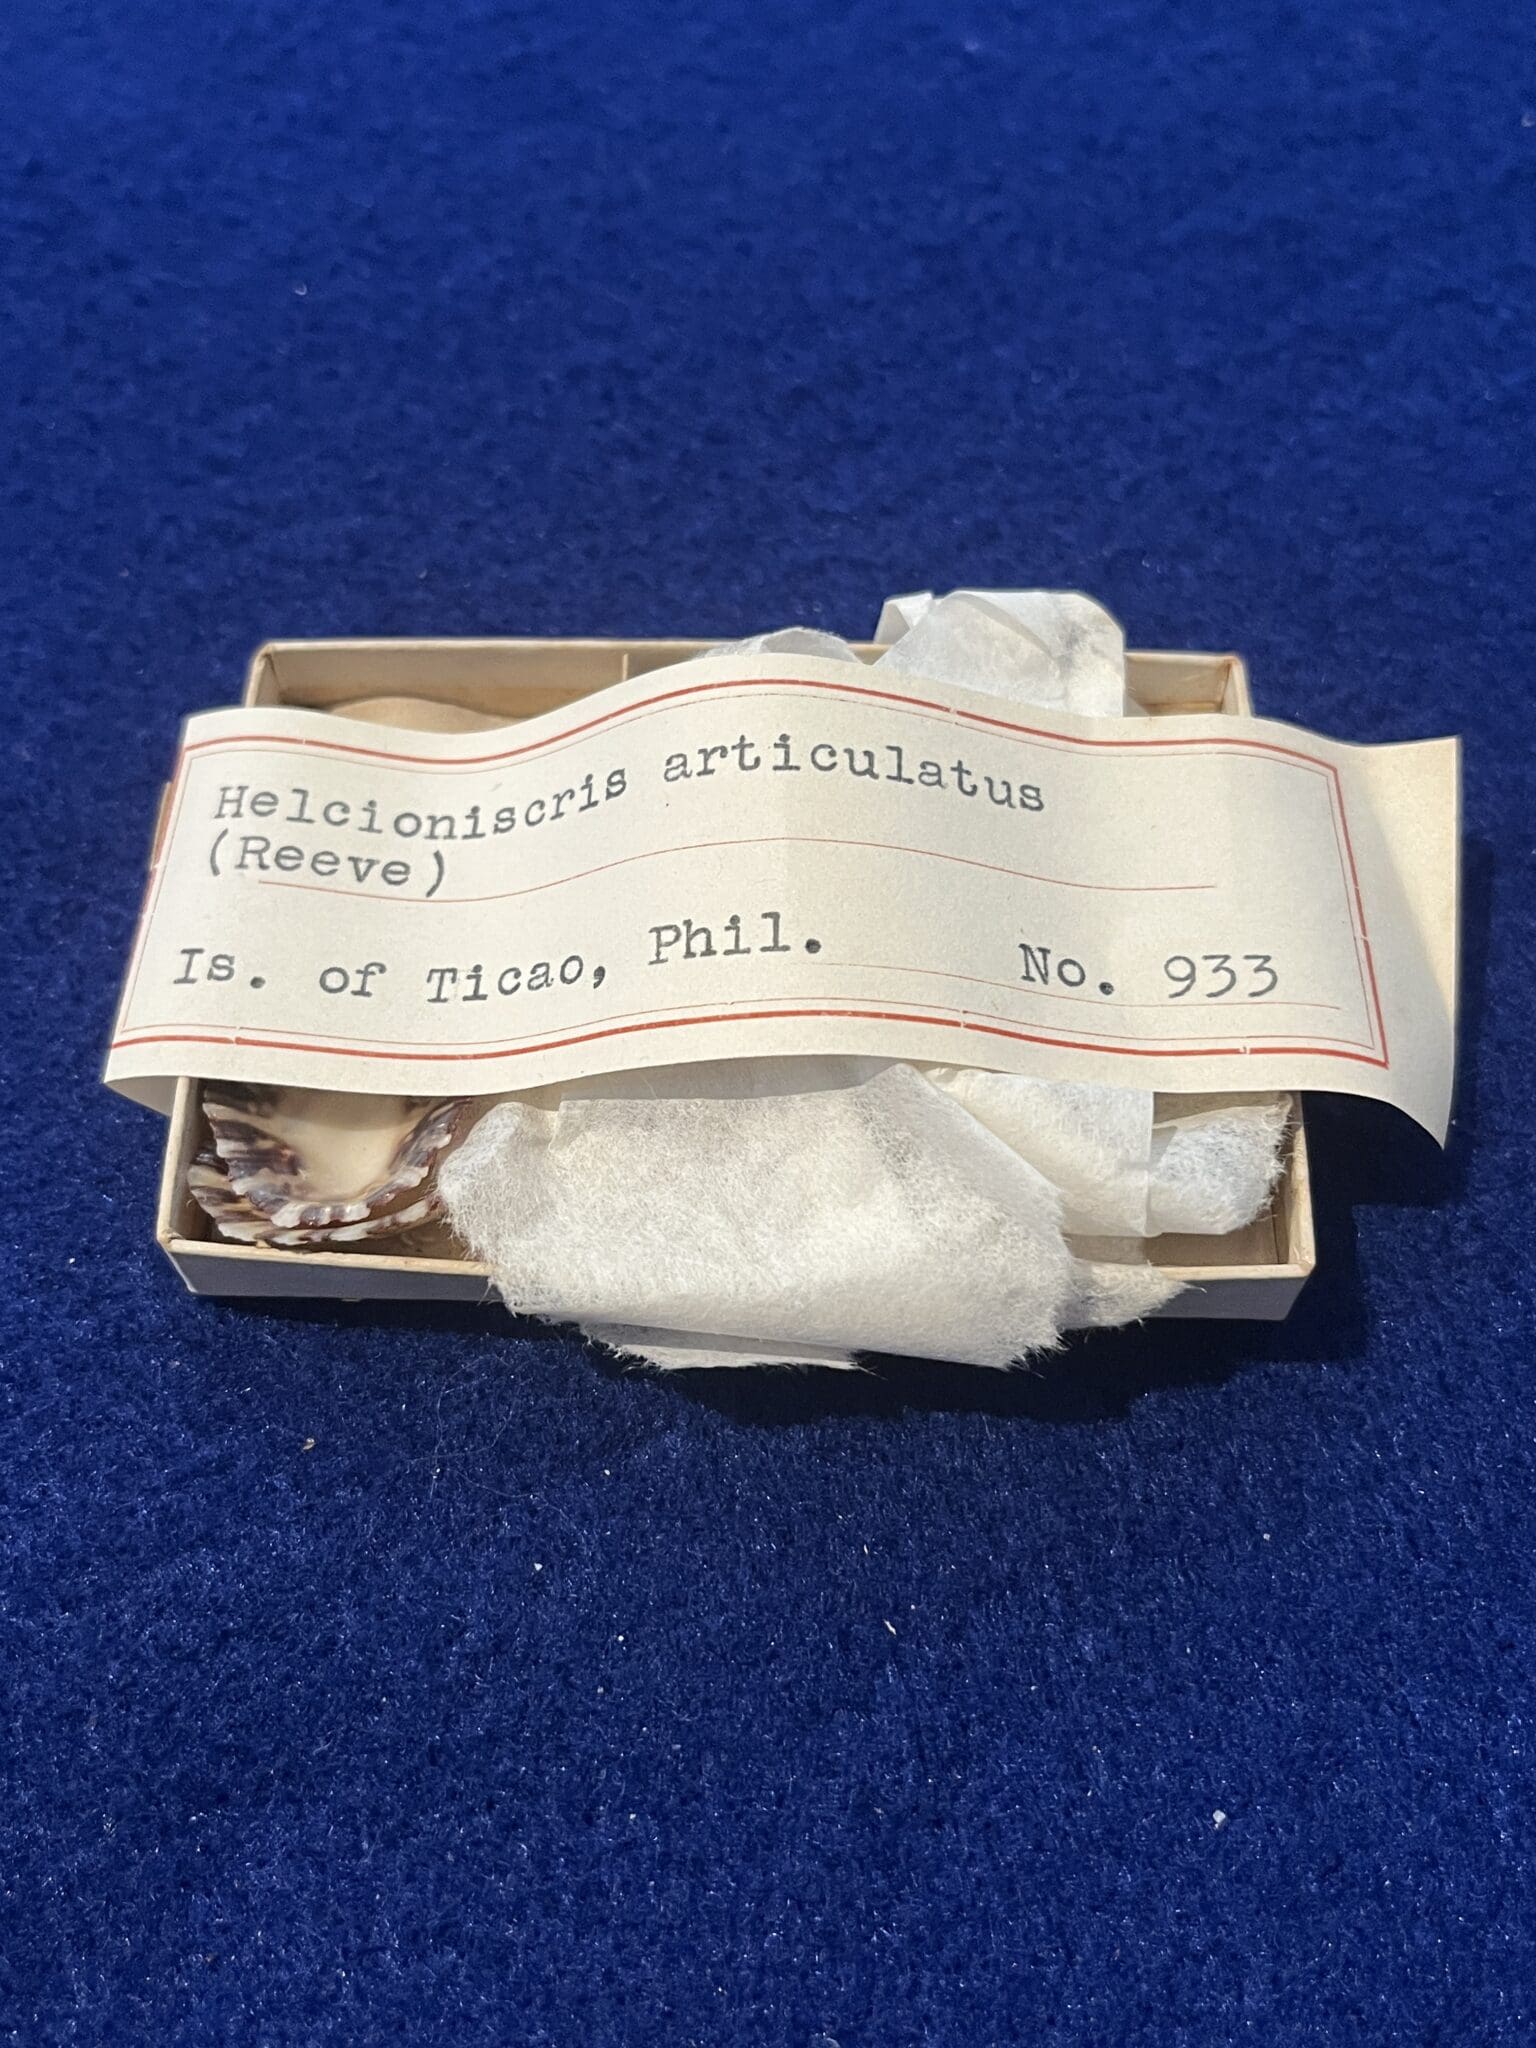 Helcioniscris articulatus
(Reeve)
Is. of Ticao, Phil. No. 933